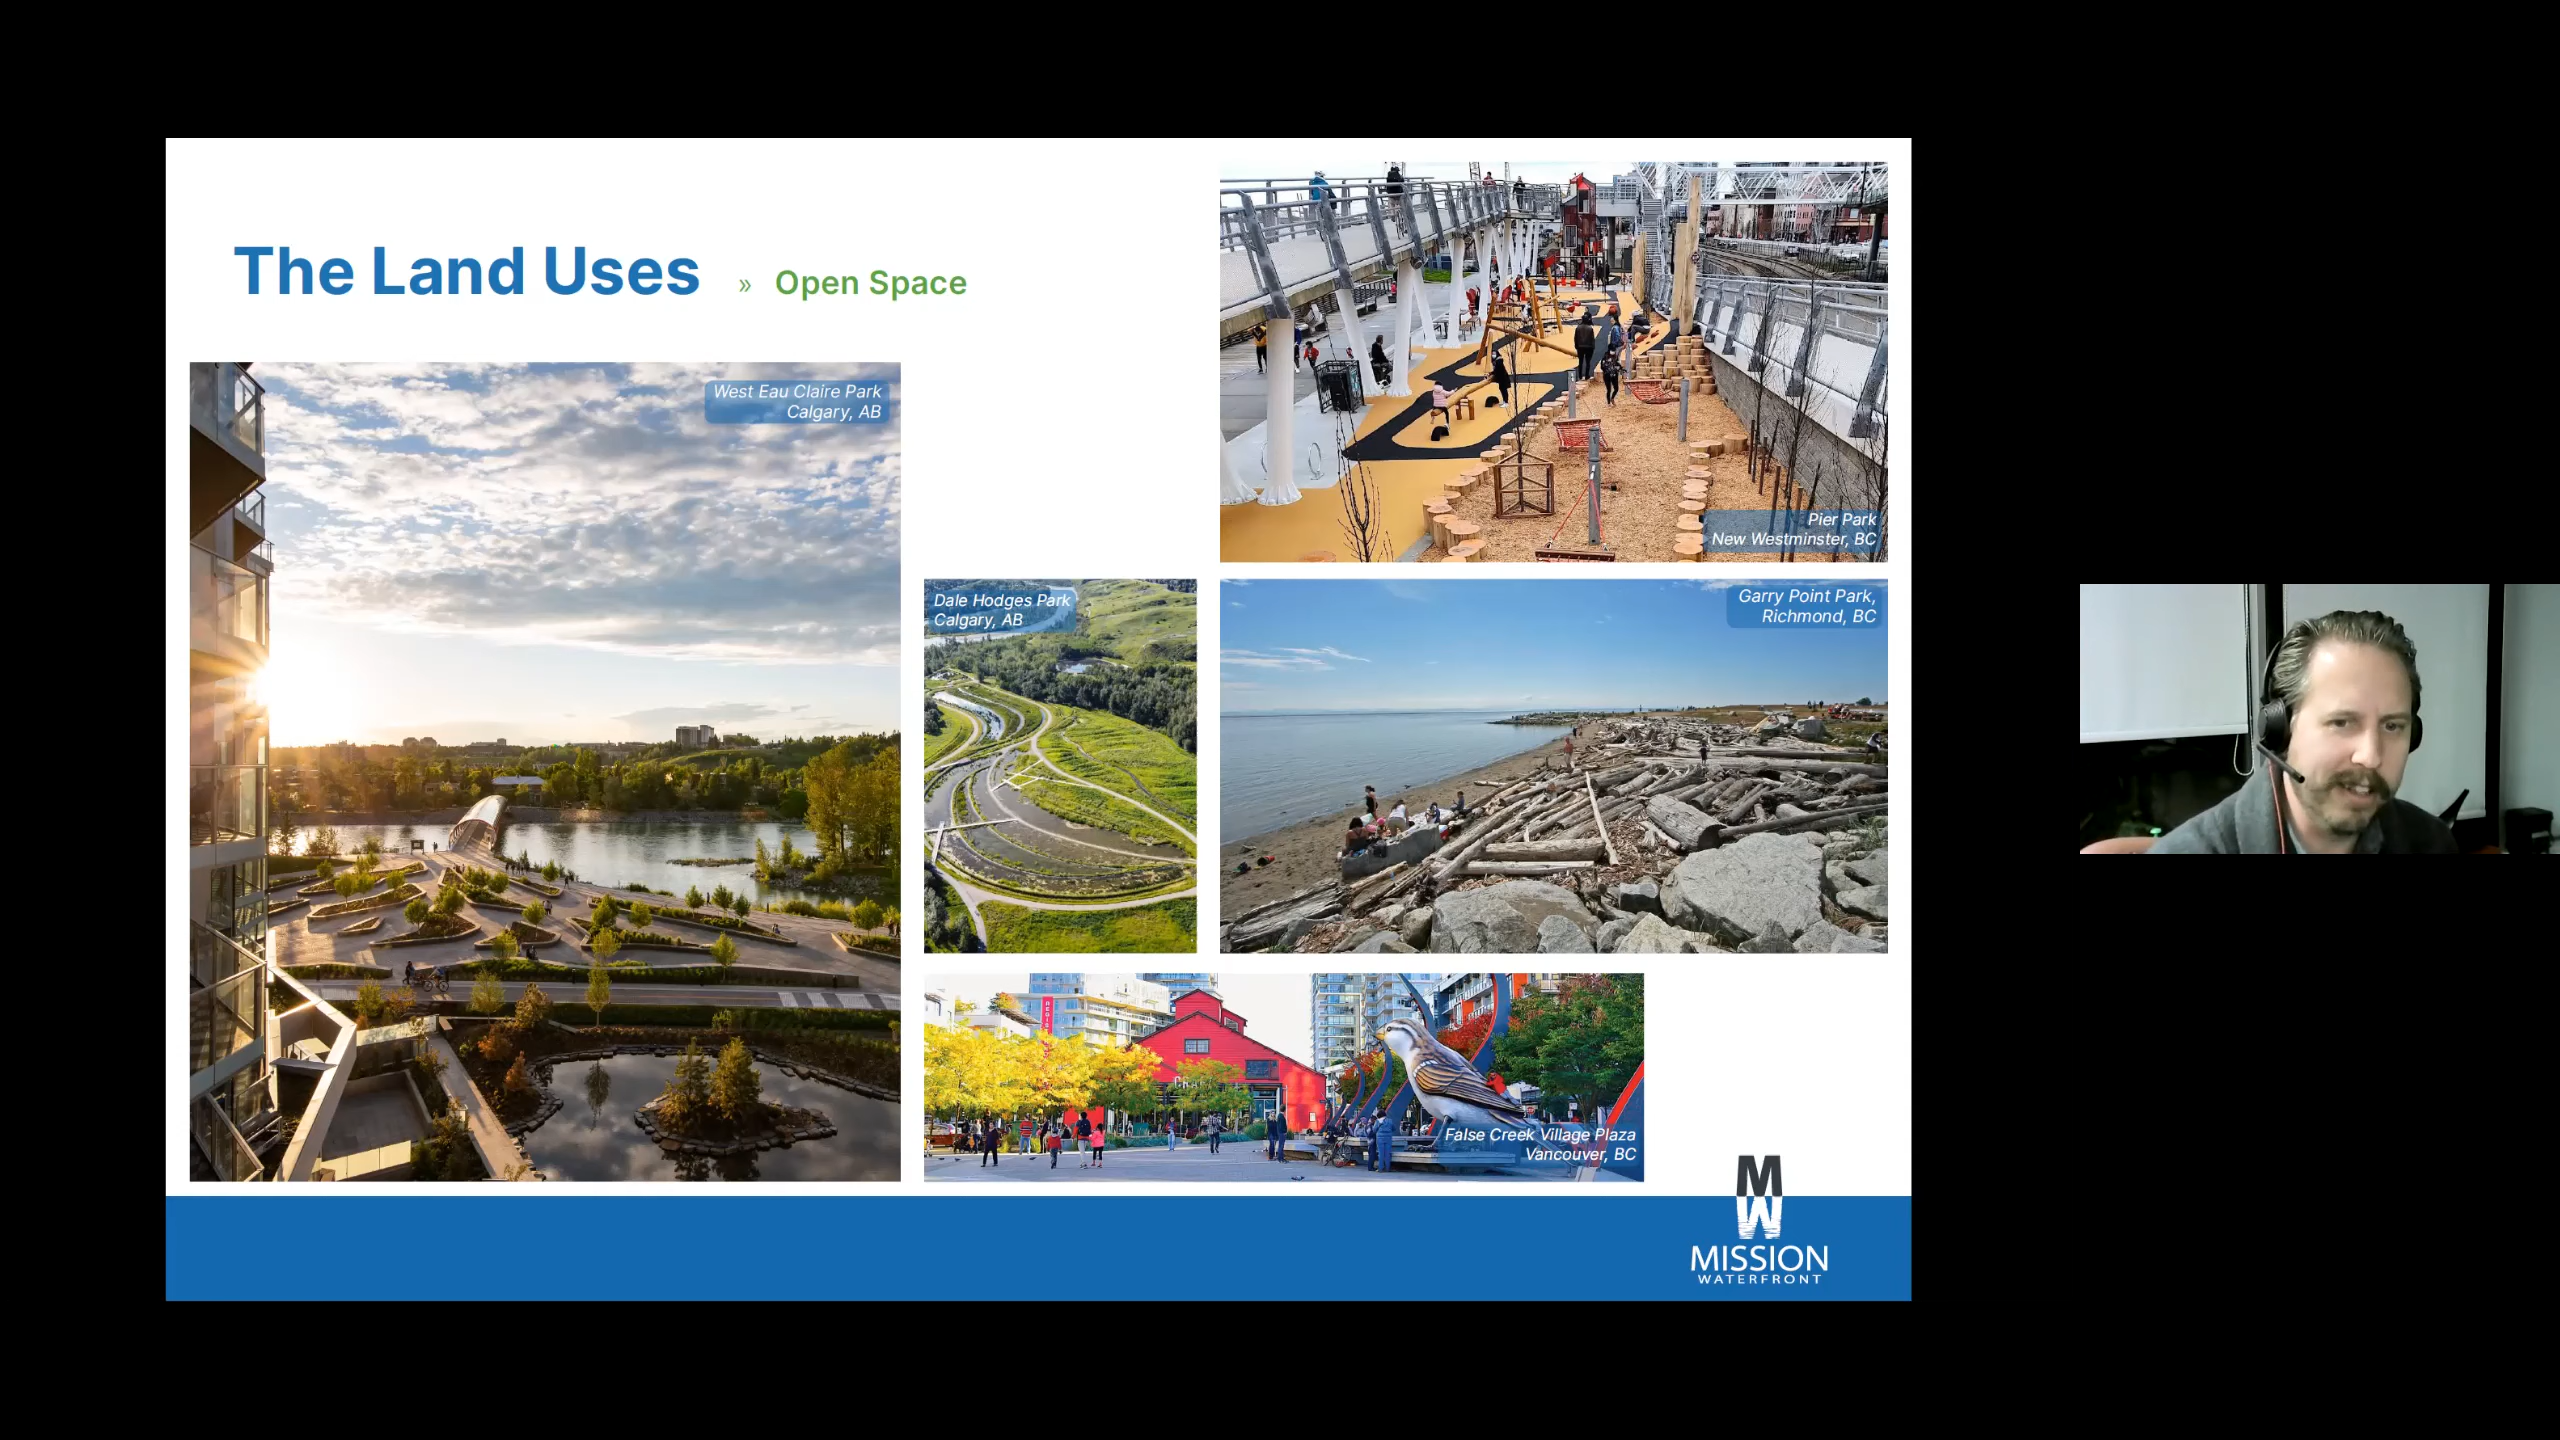 The Land Uses » Open Space
West Eau Claire Park
Calgary, AB
Pier Park
New Westminster, BC
Dale Hodges Park
Calgary, AB
Garry Point Park,
Richmond, BC
False Creek Village Plaza
Vancouver, BC
MW
MISSION
WATERFRONT